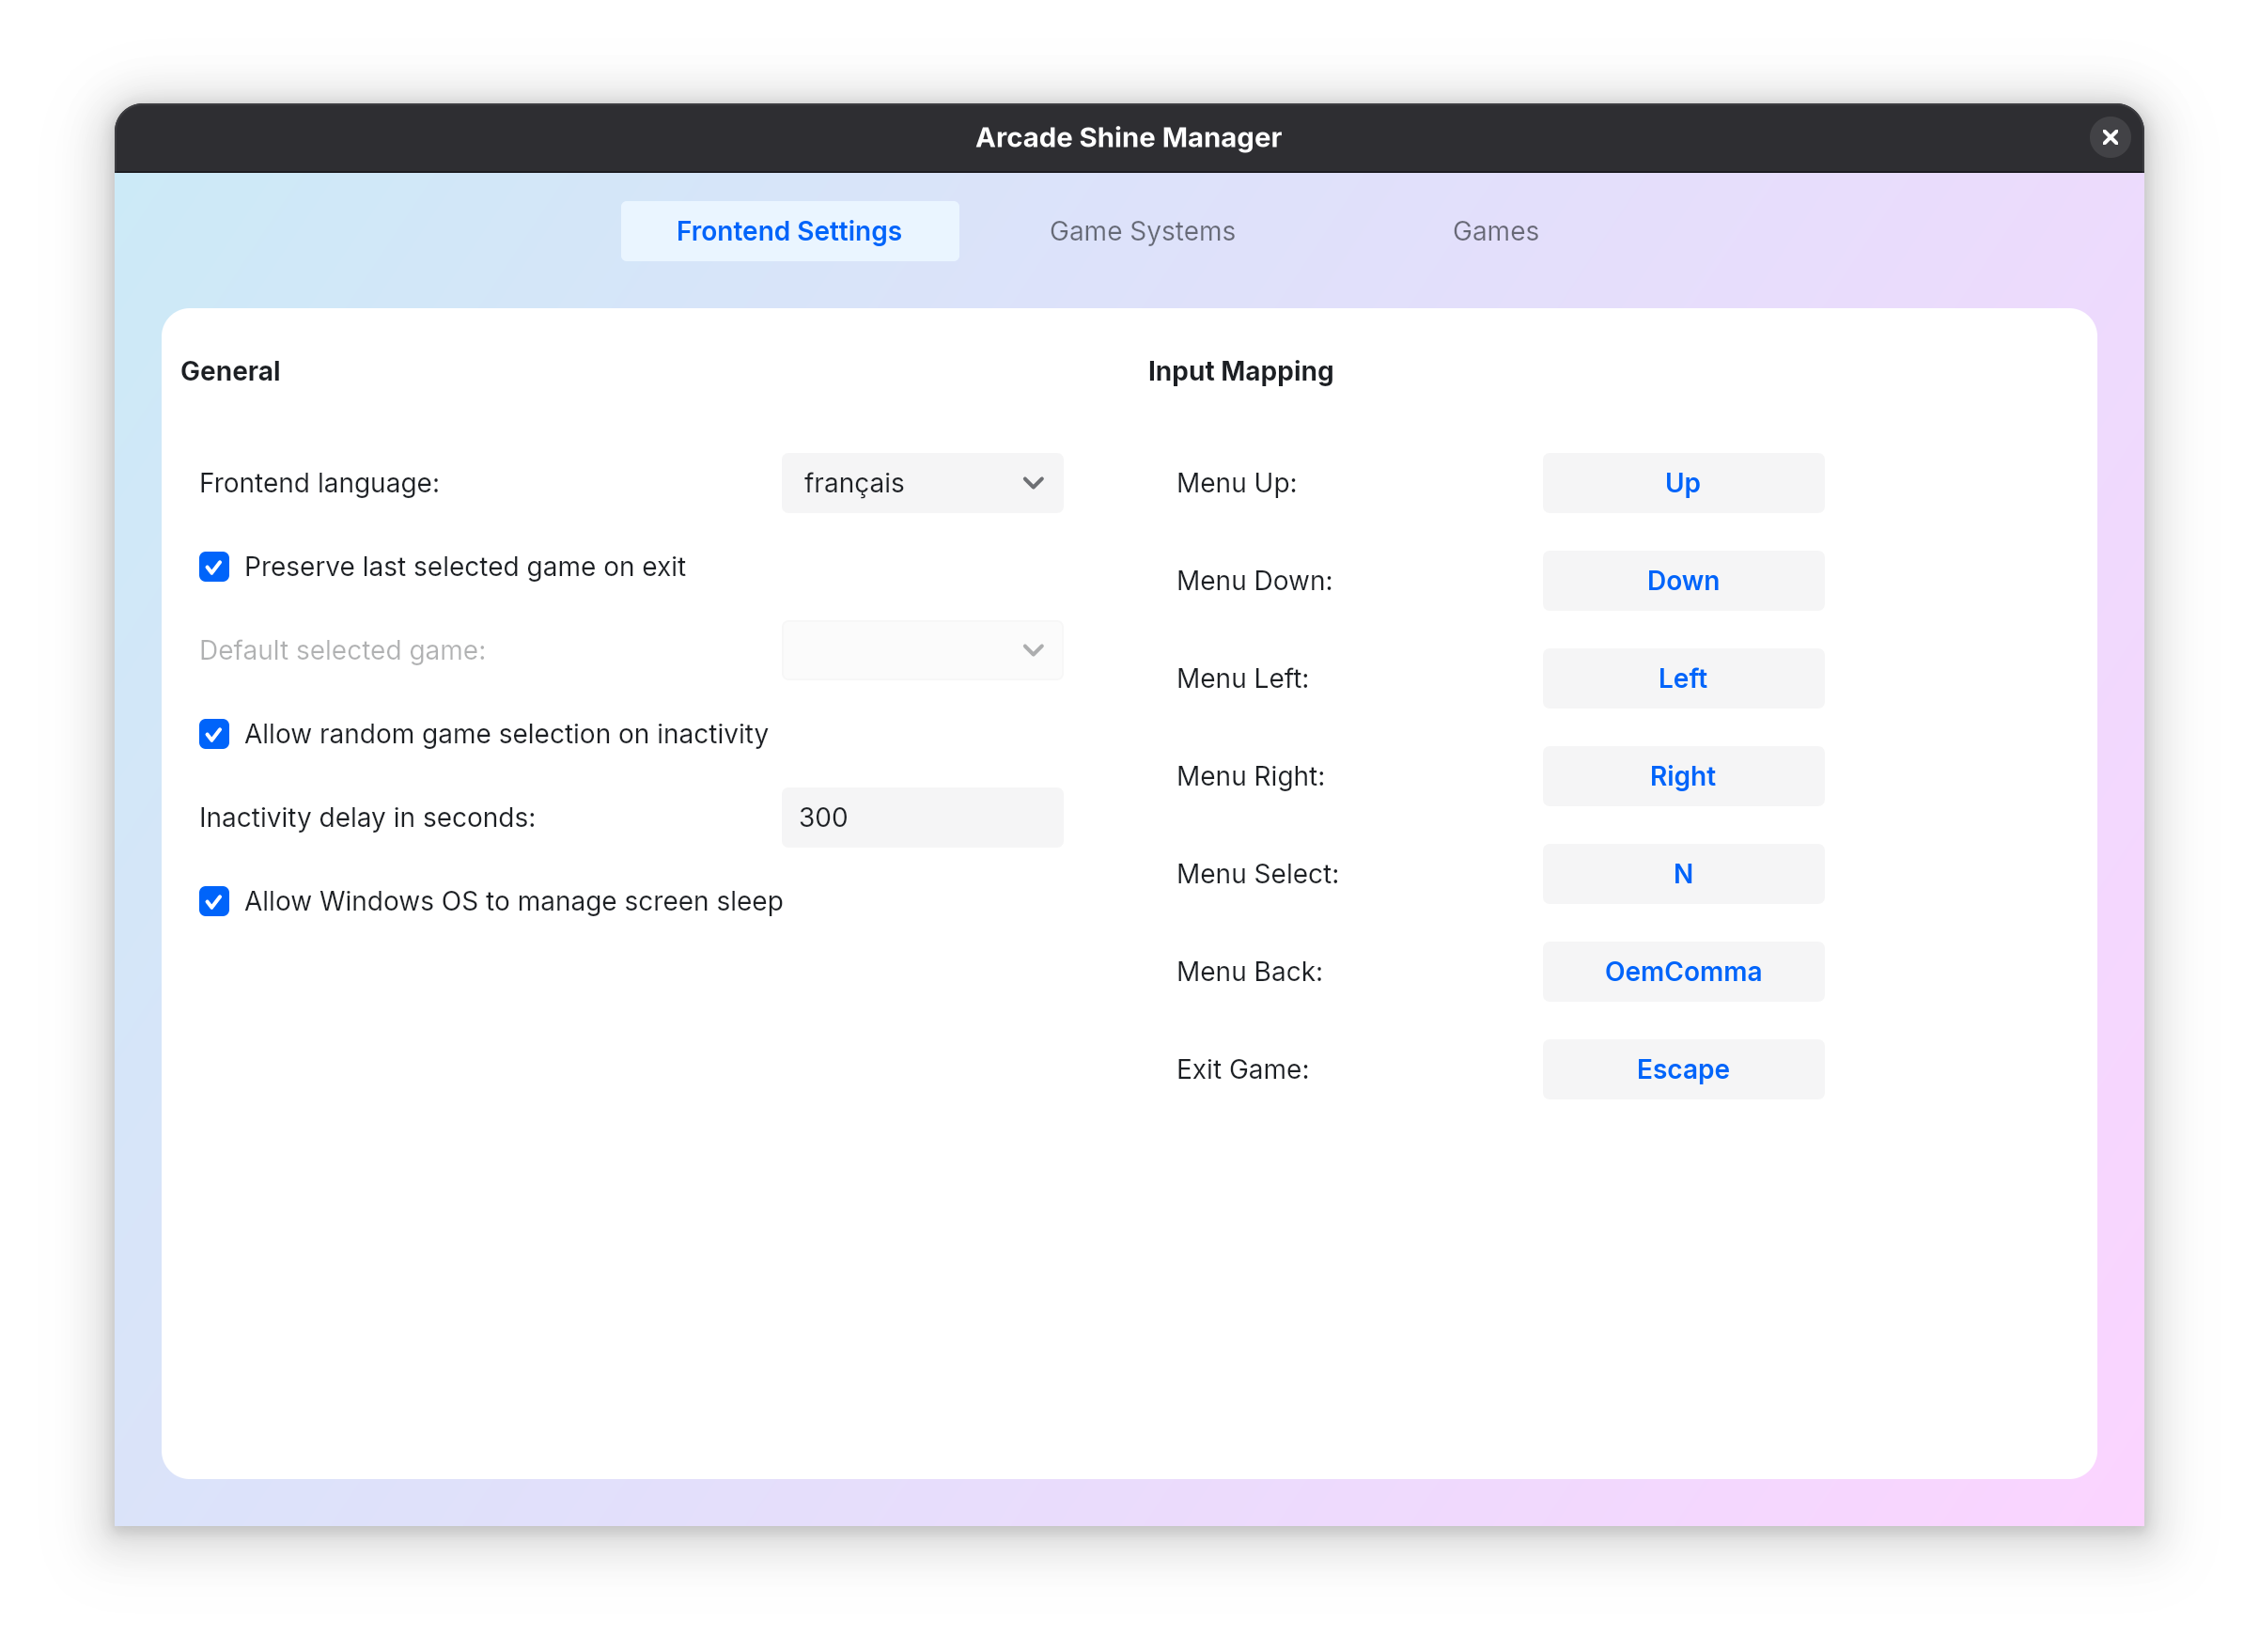 Arcade Shine Manager
Frontend Settings
Game Systems
Games
General
Frontend language:
français
Preserve last selected game on exit
Default selected game:
Allow random game selection on inactivity
Inactivity delay in seconds:
300
Allow Windows OS to manage screen sleep
Input Mapping
Menu Up:
Up
Menu Down:
Down
Menu Left:
Left
Menu Right:
Right
Menu Select:
N
Menu Back:
OemComma
Exit Game:
Escape